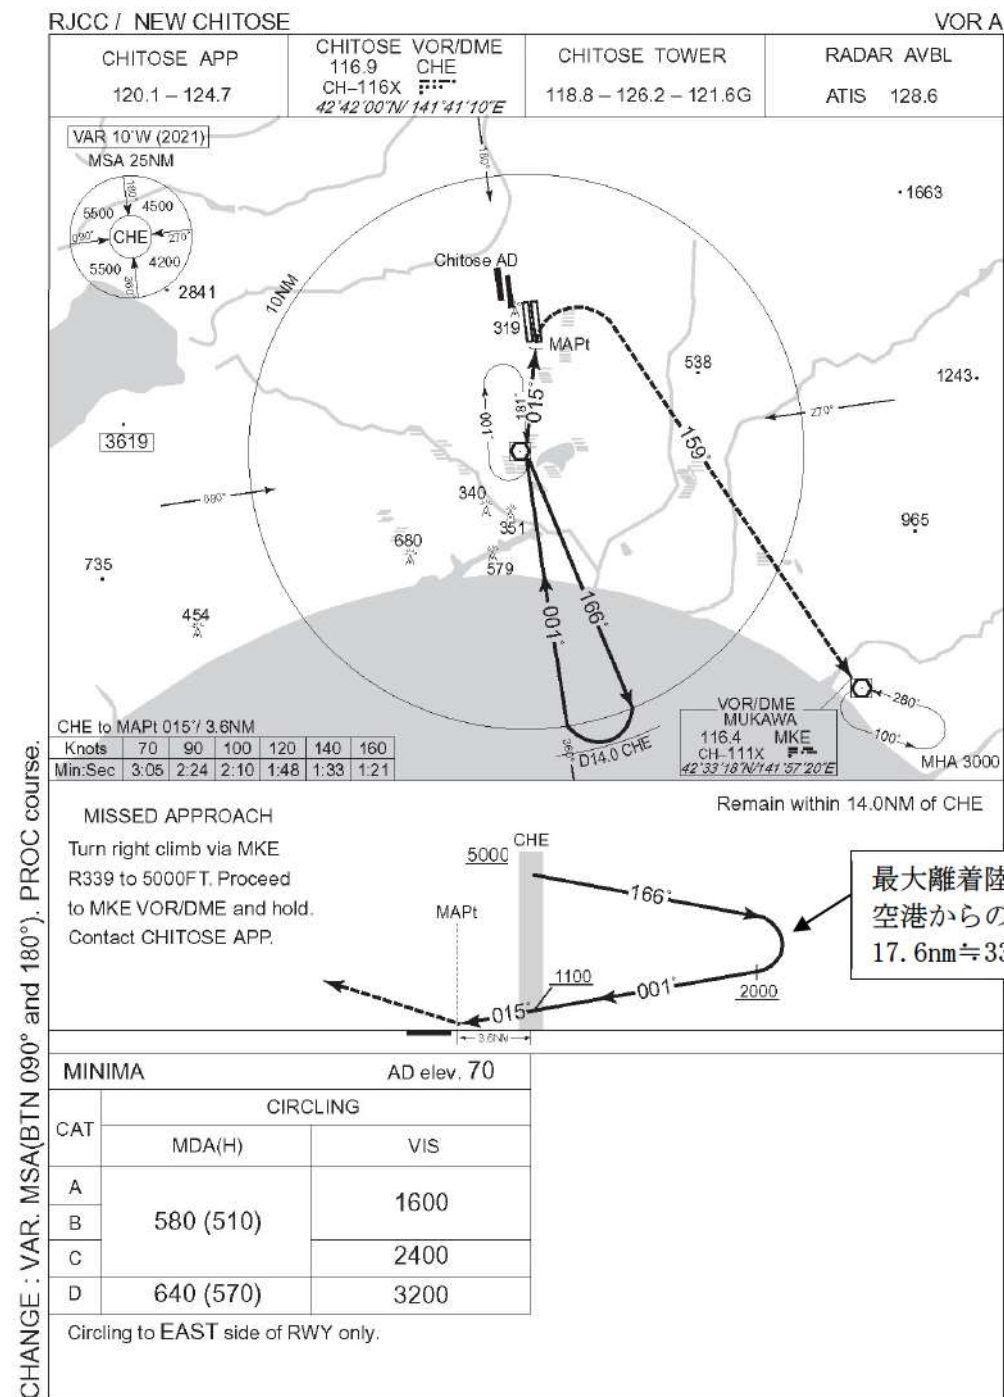 RJCC / NEW CHITOSE
VOR A
CHITOSE APP
120.1 – 124.7
CHITOSE VOR/DME
116.9 CHE
CH–116X
42°42'00"N/ 141°41'10"E
CHITOSE TOWER
118.8 – 126.2 – 121.6G
RADAR AVBL
ATIS 128.6
VAR 10°W (2021)
MSA 25NM
180°
5500
4500
090°
CHE
270°
5500
4200
360°
2841
10NM
180°
1663
Chitose AD
319
MAPt
538
1243
3619
001°
181°
015°
270°
159°
090°
340
351
680
579
965
735
454
001°
166°
280°
100°
MHA 3000
360°
D14.0 CHE
VOR/DME
MUKAWA
116.4 MKE
CH–111X
42°33'18"N/141°57'20"E
CHE to MAPt 015°/ 3.6NM
Knots 70 90 100 120 140 160
Min:Sec 3:05 2:24 2:10 1:48 1:33 1:21
MISSED APPROACH
Turn right climb via MKE
R339 to 5000FT. Proceed
to MKE VOR/DME and hold.
Contact CHITOSE APP.
Remain within 14.0NM of CHE
CHE
5000
166°
MAPt
1100
001°
2000
015°
3.6NM
最大離着陸
空港からの
17.6nm≒33
MINIMA AD elev. 70
CAT CIRCLING
MDA(H) VIS
A
B
C
D
580 (510)
640 (570)
1600
2400
3200
Circling to EAST side of RWY only.
CHANGE : VAR. MSA(BTN 090° and 180°). PROC course.